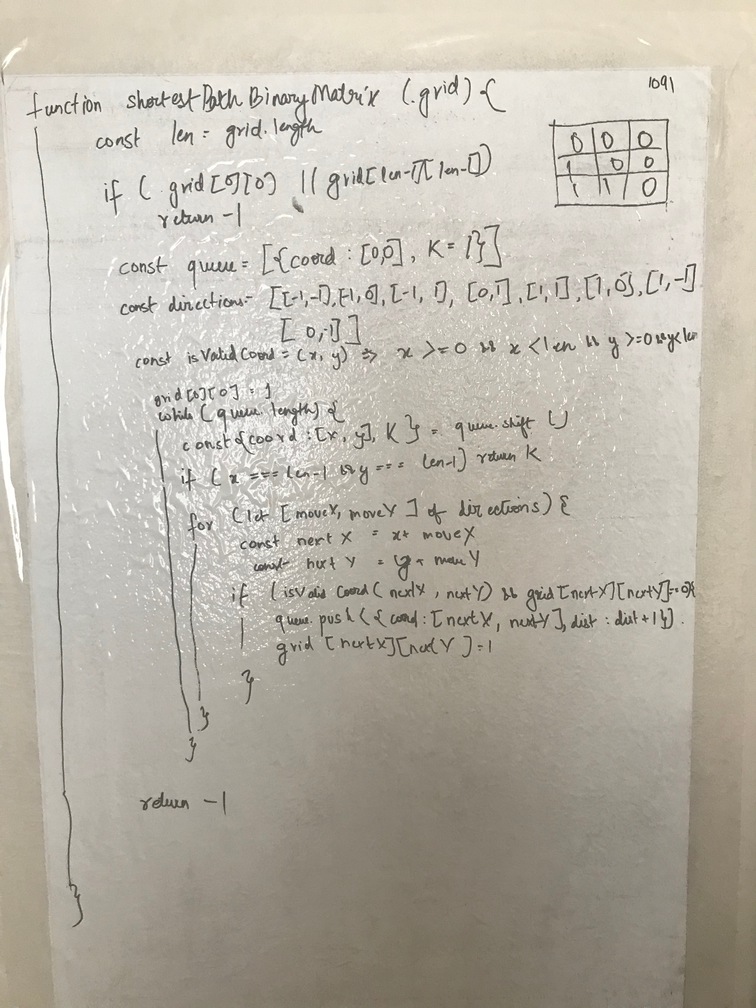 1091
function shortestPathBinaryMatrix (grid) {
const len = grid.length
0 0 0
1 0 0
1 1 0
if ( grid[0][0] || grid[len-1][len-1])
return -1
const queue = [{coord : [0,0], K = 1}]
const directions = [[-1,-1],[-1,0],[-1, 1], [0,1],[1,1],[1,0],[1,-1]
[0,-1]]
const isValidCoord = (x, y) => x >=0 && x < len && y >=0 && y < len
grid[0][0] = 1
while (queue.length) {
const {coord : [x, y], K } = queue.shift ()
if (x === len-1 && y === len-1) return K
for (let [moveX, moveY ] of directions) {
const nextX = x + moveX
const nextY = y + moveY
if (isValidCoord( nextX, nextY) && grid [nextX][nextY]==0){
queue.push({coord: [nextX, nextY], dist : dist+1}).
grid [nextX][nextY ]=1
}
}
}
return -1
}